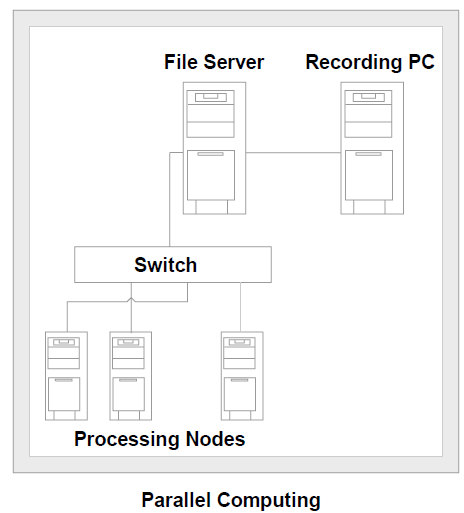 File Server
Recording PC
Switch
Processing Nodes
Parallel Computing